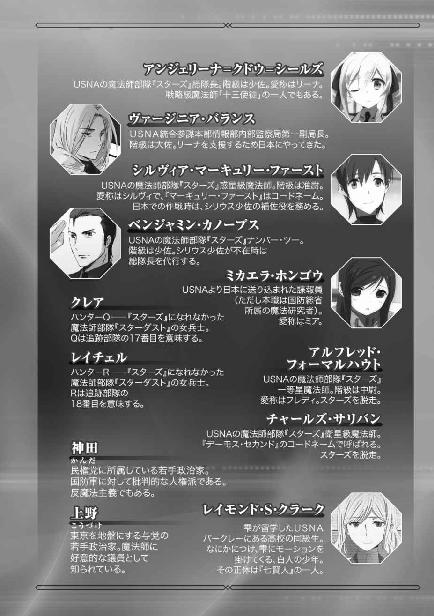 アンジェリーナ=クドウ=シールズ
USNAの魔法師部隊『スターズ』総隊長。階級は少佐。愛称はリーナ。
戦略級魔法師「十三使徒」の一人でもある。
ヴァージニア・バランス
USNA統合参謀本部情報部内部監察局第一副局長。
階級は大佐。リーナを支援するため日本にやってきた。
シルヴィア・マーキュリー・ファースト
USNAの魔法師部隊『スターズ』惑星級魔法師。階級は准尉。
愛称はシルヴィで、『マーキュリー・ファースト』はコードネーム。
日本での作戦時は、シリウス少佐の補佐役を務める。
ベンジャミン・カノープス
USNAの魔法師部隊『スターズ』ナンバー・ツー。
階級は少佐。シリウス少佐が不在時は
総隊長を代行する。
ミカエラ・ホンゴウ
USNAより日本に送り込まれた諜報員
(ただし本職は国防総省
所属の魔法研究者)。
愛称はミア。
クレア
ハンターQ――『スターズ』になれなかった
魔法師部隊『スターダスト』の女兵士。
Qは追跡部隊の17番目を意味する。
レイチェル
ハンターR――『スターズ』になれなかった
魔法師部隊『スターダスト』の女兵士。
Rは追跡部隊の
18番目を意味する。
アルフレッド・
フォーマルハウト
USNAの魔法師部隊『スターズ』
一等星魔法師。階級は中尉。
愛称はフレディ。スターズを脱走。
チャールズ・サリバン
USNAの魔法師部隊『スターズ』衛星級魔法師。
『デーモス・セカンド』のコードネームで呼ばれる。
スターズを脱走。
神田
かんだ
民権党に所属している若手政治家。
国防軍に対して批判的な人権派である。
反魔法主義でもある。
上野
こうづけ
東京を地盤にする与党の
若手政治家。魔法師に
好意的な議員として
知られている。
レイモンド・S・クラーク
雫が留学したUSNA
バークレーにある高校の同級生。
なにかにつけ、雫にモーションを
掛けてくる、白人の少年。
その正体は『七賢人』の一人。